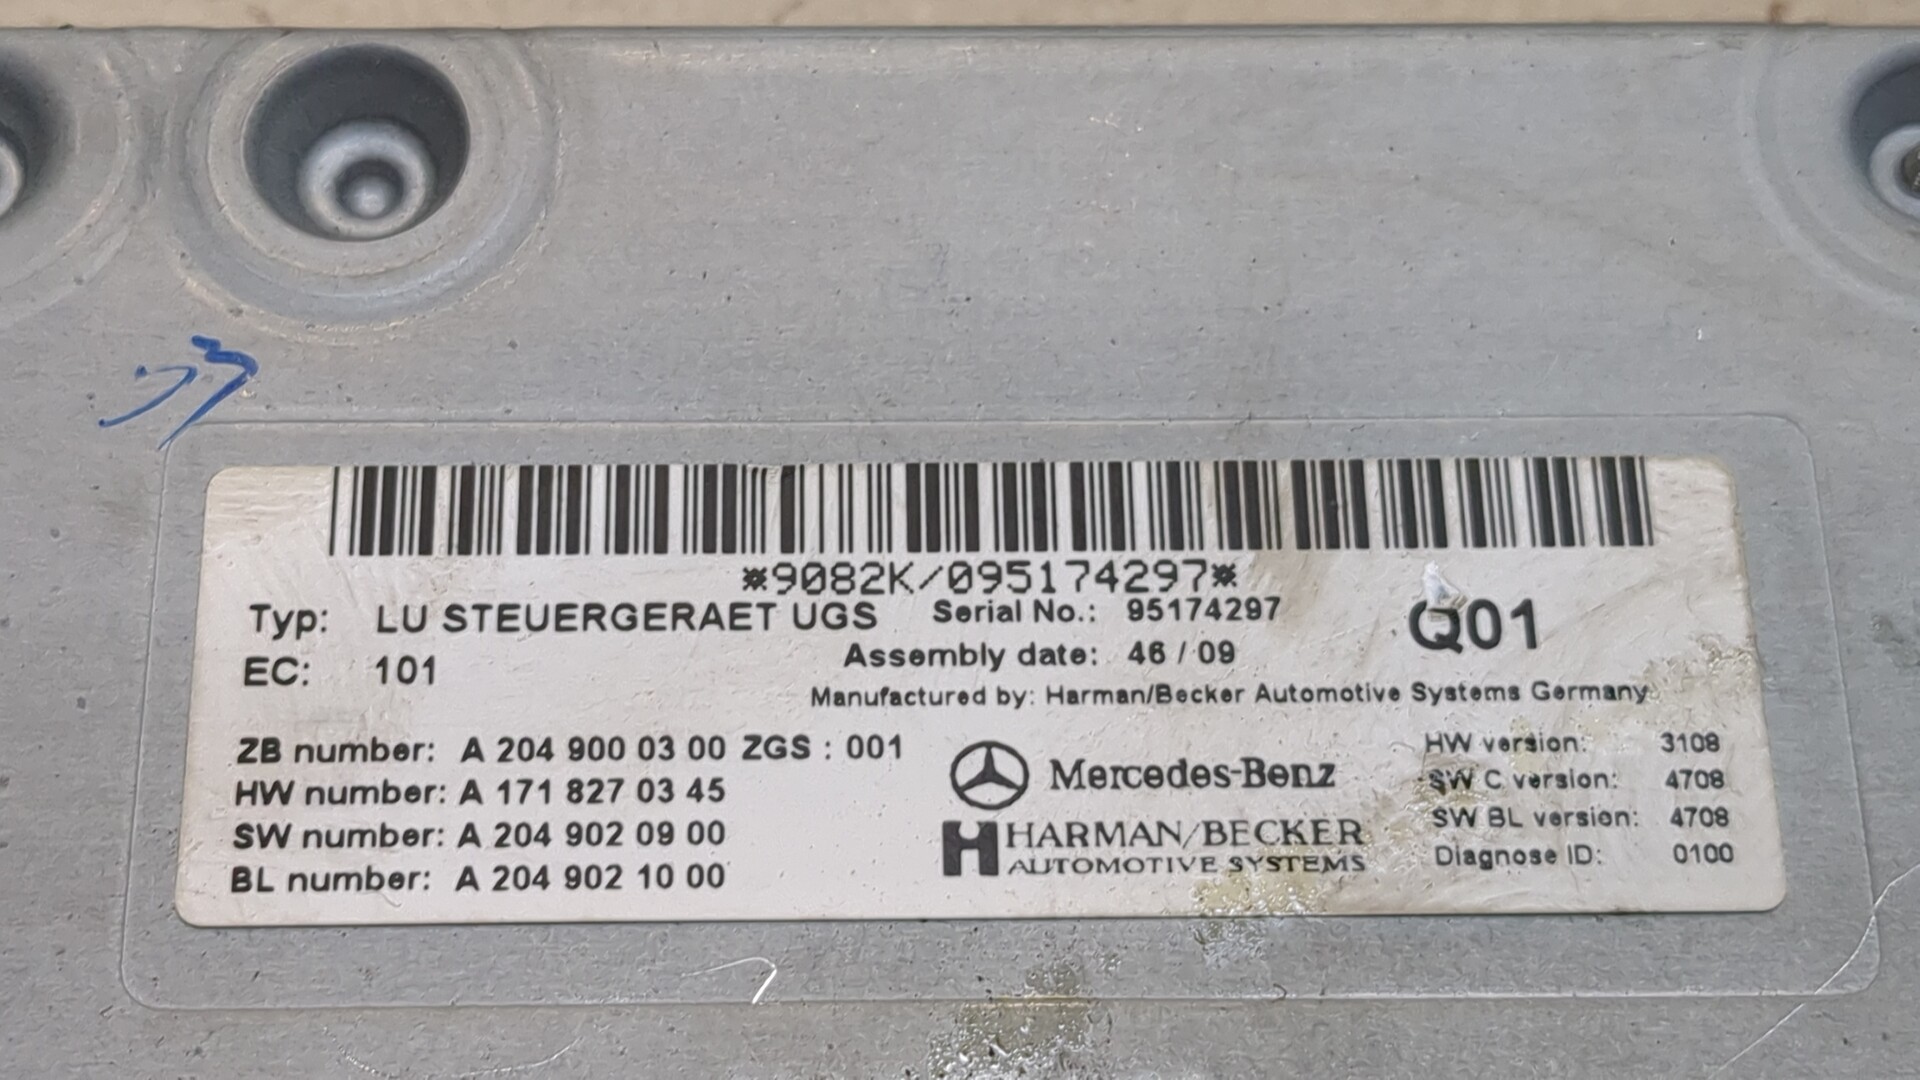 *9082K/095174297*
Typ: LU STEUERGERAET UGS Serial No.: 95174297 Q01
EC: 101 Assembly date: 46 / 09
Manufactured by: Harman/Becker Automotive Systems Germany
ZB number: A 204 900 03 00 ZGS : 001
HW number: A 171 827 03 45
SW number: A 204 902 09 00
BL number: A 204 902 10 00
Mercedes-Benz
HARMAN/BECKER
AUTOMOTIVE SYSTEMS
HW version: 3108
SW C version: 4708
SW BL version: 4708
Diagnose ID: 0100